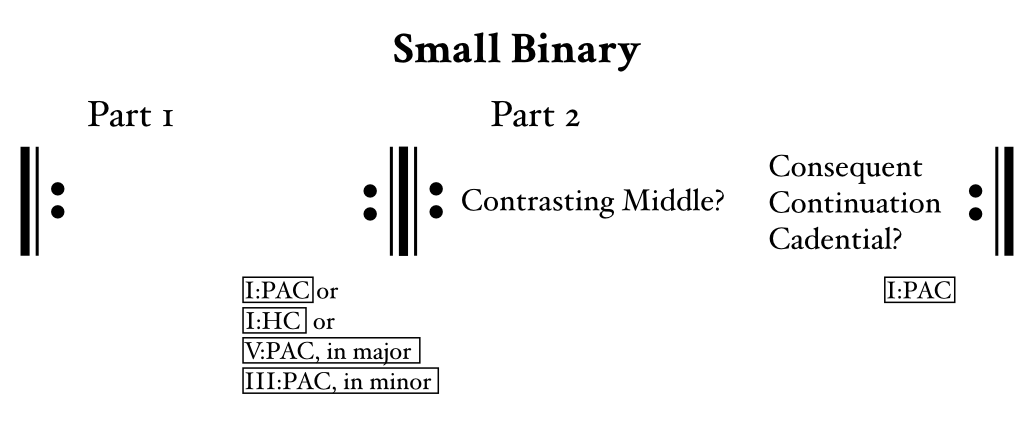 Small Binary
Part 1
Part 2
Contrasting Middle?
Consequent
Continuation
Cadential?
I:PAC or
I:HC or
V:PAC, in major
III:PAC, in minor
I:PAC